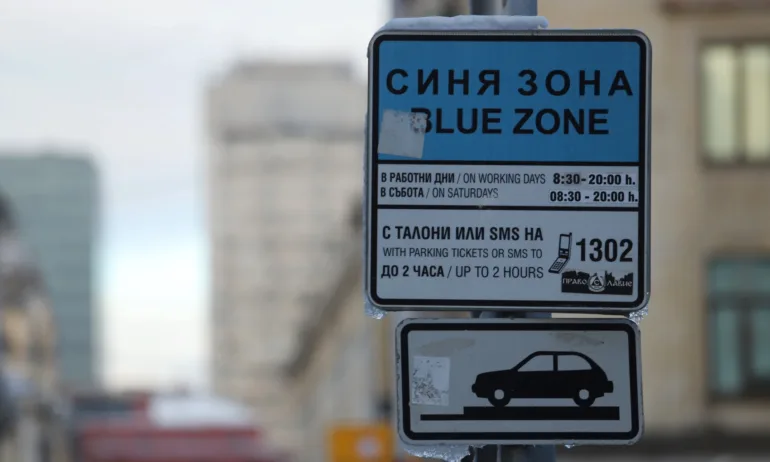 СИНЯ ЗОНА
BLUE ZONE
В РАБОТНИ ДНИ / ON WORKING DAYS 8:30 - 20:00 h.
В СЪБОТА / ON SATURDAYS 08:30 - 20:00 h.
С ТАЛОНИ ИЛИ SMS НА 1302
WITH PARKING TICKETS OR SMS TO
ДО 2 ЧАСА / UP TO 2 HOURS